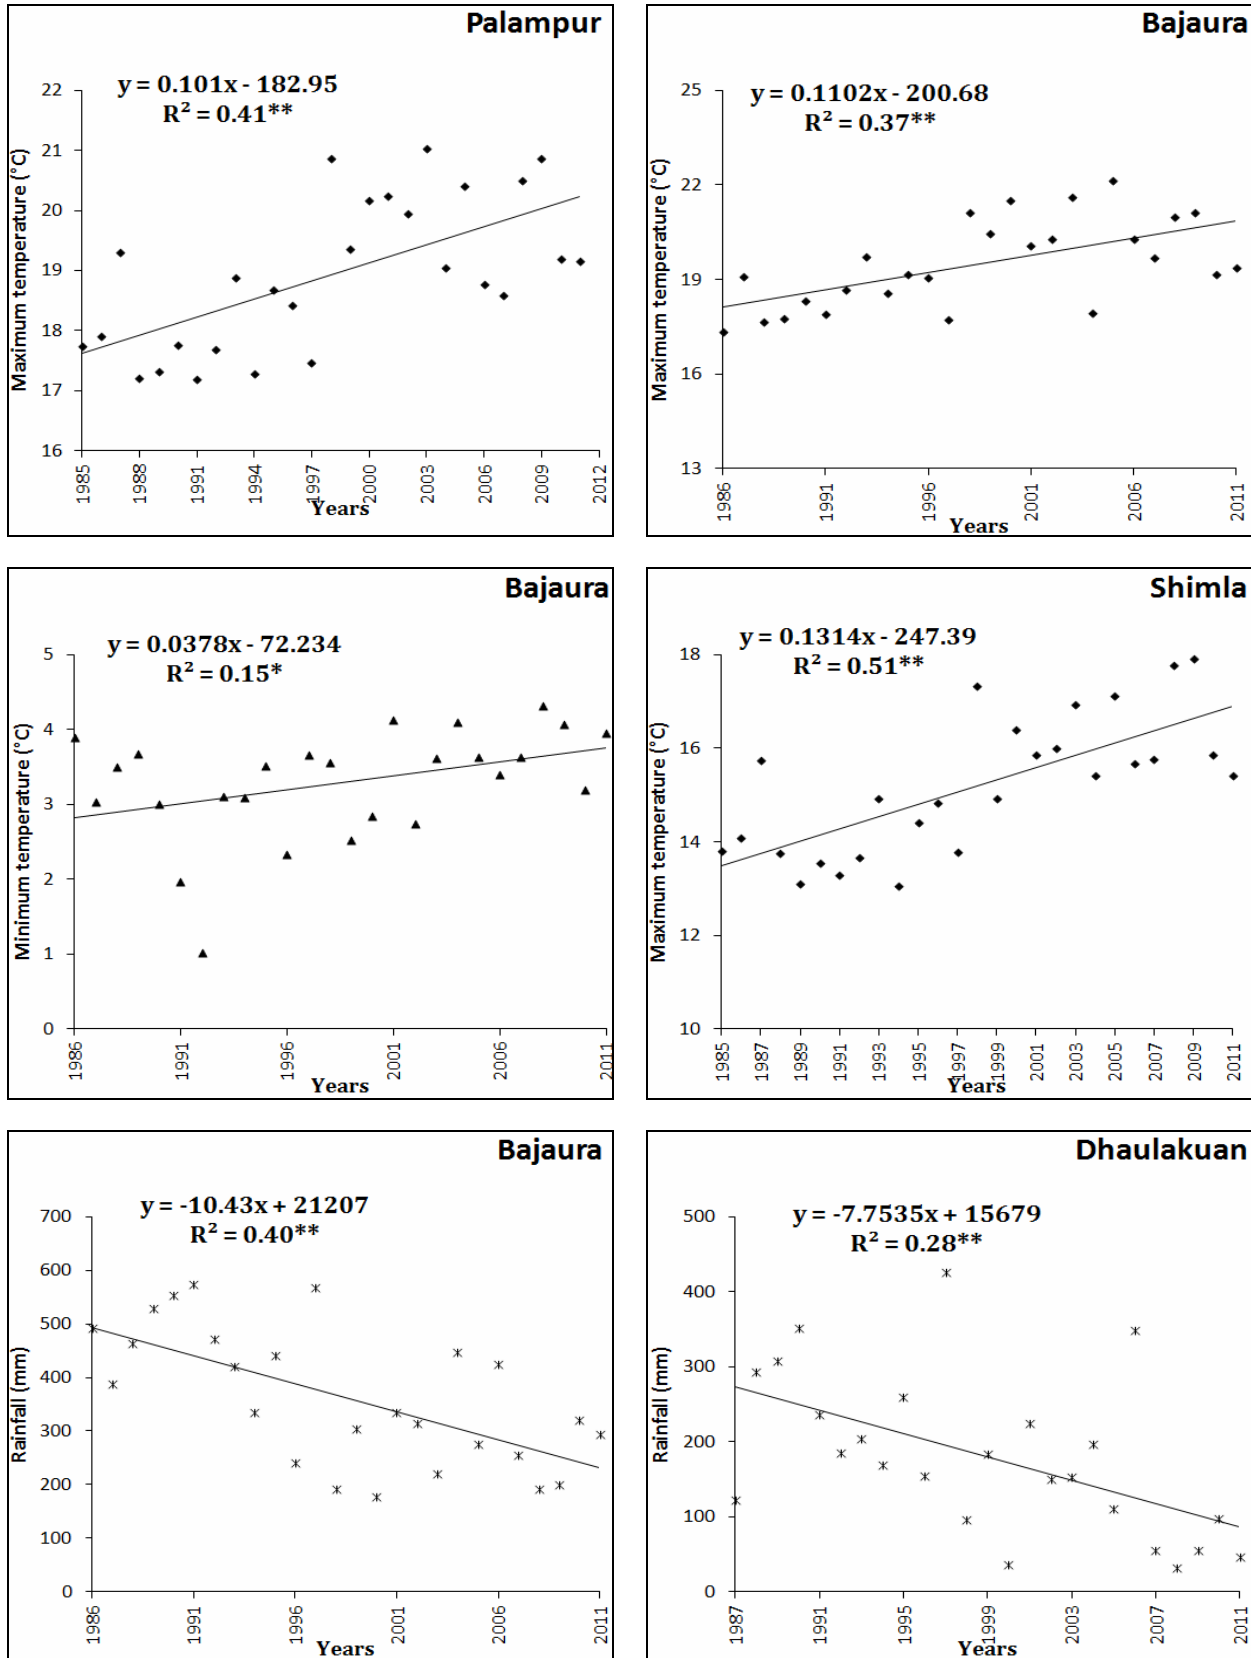 Palampur
y = 0.101x - 182.95
R² = 0.41**
Maximum temperature (°C)
22
21
20
19
18
17
16
1985
1988
1991
1994
1997
2000
2003
2006
2009
2012
Years
Bajaura
y = 0.1102x - 200.68
R² = 0.37**
Maximum temperature (°C)
25
22
19
16
13
1986
1991
1996
2001
2006
2011
Years
Bajaura
y = 0.0378x - 72.234
R² = 0.15*
Minimum temperature (°C)
5
4
3
2
1
0
1986
1991
1996
2001
2006
2011
Years
Shimla
y = 0.1314x - 247.39
R² = 0.51**
Maximum temperature (°C)
18
16
14
12
10
1985
1987
1989
1991
1993
1995
1997
1999
2001
2003
2005
2007
2009
2011
Years
Bajaura
y = -10.43x + 21207
R² = 0.40**
Rainfall (mm)
700
600
500
400
300
200
100
0
1986
1991
1996
2001
2006
2011
Years
Dhaulakuan
y = -7.7535x + 15679
R² = 0.28**
Rainfall (mm)
500
400
300
200
100
0
1987
1991
1995
1999
2003
2007
2011
Years